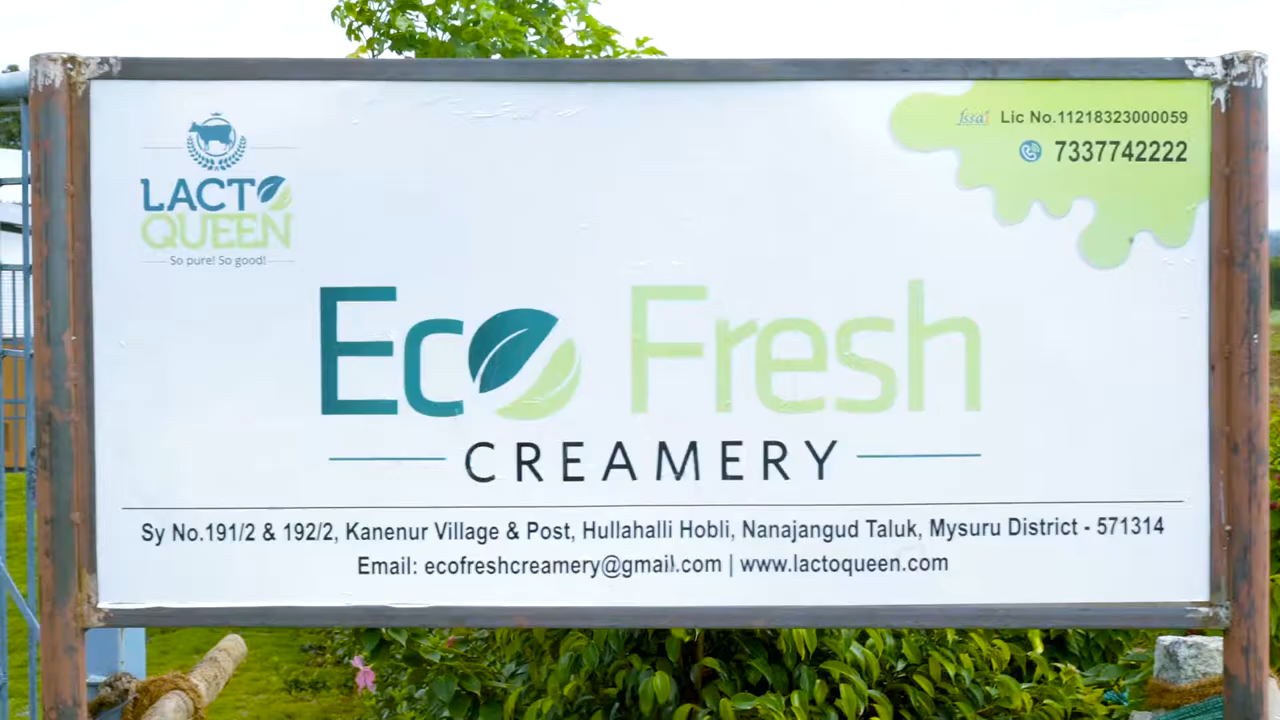 fssai Lic No.11218323000059
7337742222
LACTO
QUEEN
So pure! So good!
Eco Fresh
CREAMERY
Sy No.191/2 & 192/2, Kanenur Village & Post, Hullahalli Hobli, Nanajangud Taluk, Mysuru District - 571314
Email: ecofreshcreamery@gmail.com | www.lactoqueen.com